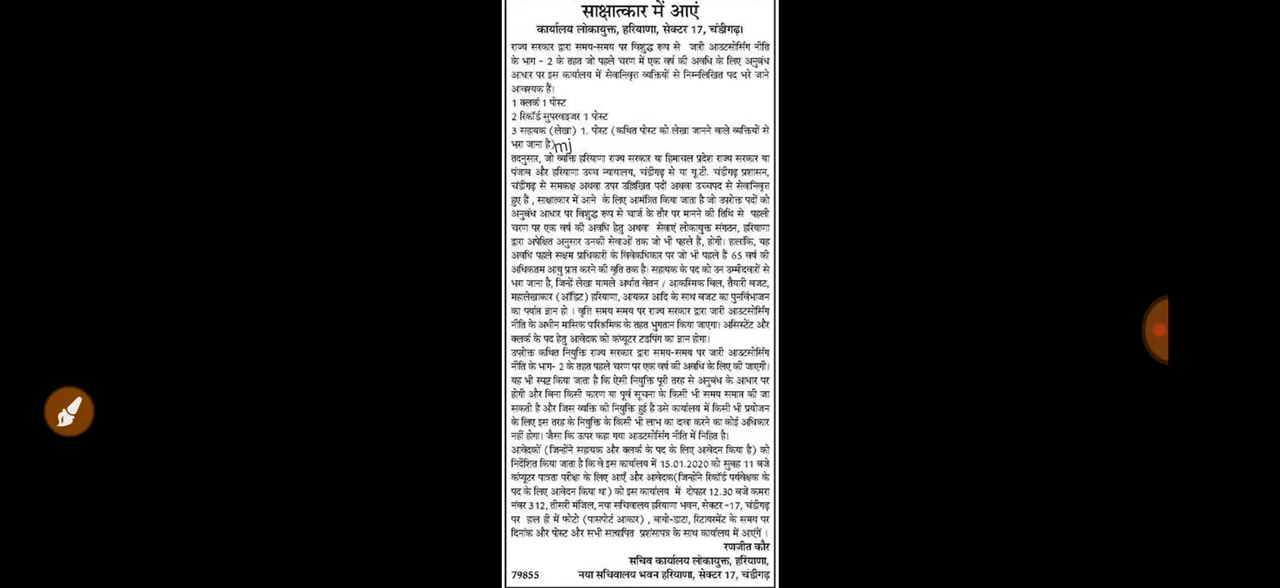 साक्षात्कार में आएं
कार्यालय लोकायुक्त, हरियाणा, सेक्टर 17, चंडीगढ़।
राज्य सरकार द्वारा समय-समय पर विशुद्ध रूप से जारी आउटसोर्सिंग नीति
के भाग - 2 के तहत जो पहले चरण में एक वर्ष की अवधि के लिए अनुबंध
आधार पर इस कार्यालय में सेवानिवृत्त व्यक्तियों से निम्नलिखित पद भरे जाने
आवश्यक हैं।
1 क्लर्क 1 पोस्ट
2 रिकॉर्ड सुपरवाइजर 1 पोस्ट
3 सहायक (लेखा) 1. पोस्ट (कथित पोस्ट को लेखा जानने वाले व्यक्तियों से
भरा जाना है) mj
तदनुसार, जो व्यक्ति हरियाणा राज्य सरकार या हिमाचल प्रदेश राज्य सरकार या
पंजाब और हरियाणा उच्च न्यायालय, चंडीगढ़ से या यू.टी. चंडीगढ़ प्रशासन,
चंडीगढ़ से समकक्ष अथवा उपर उल्लिखित पदों अथवा उच्चपद से सेवानिवृत्त
हुए हैं , साक्षात्कार में आने के लिए आमंत्रित किया जाता है जो उपरोक्त पदों को
अनुबंध आधार पर विशुद्ध रूप से चार्ज के तौर पर मानने की तिथि से पहली
चरण पर एक वर्ष की अवधि हेतु अथवा सेवाएं लोकायुक्त संगठन, हरियाणा
द्वारा अपेक्षित अनुसार उनकी सेवाओं तक जो भी पहले हैं, होगी। हालांकि, यह
अवधि पहले सक्षम प्राधिकारी के विवेकधिकार पर जो भी पहले हैं 65 वर्ष की
अधिकतम आयु प्राप्त करने की वृति तक है। सहायक के पद को उन उम्मीदवारों से
भरा जाना है, जिन्हें लेखा मामले अर्थात वेतन / आकस्मिक बिल, तैयारी बजट,
महालेखाकार (ऑडिट) हरियाणा, आयकर आदि के साथ बजट का पुनर्विभाजन
का पर्याप्त ज्ञान हो । वृत्ति समय समय पर राज्य सरकार द्वारा जारी आउटसोर्सिंग
नीति के अधीन मासिक पारिश्रमिक के तहत भुगतान किया जाएगा। असिस्टेंट और
क्लर्क के पद हेतु आवेदक को कंप्यूटर टाइपिंग का ज्ञान होगा।
उपरोक्त कथित नियुक्ति राज्य सरकार द्वारा समय-समय पर जारी आउटसोर्सिंग
नीति के भाग- 2 के तहत पहले चरण पर एक वर्ष की अवधि के लिए की जाएगी।
यह भी स्पष्ट किया जाता है कि ऐसी नियुक्ति पूरी तरह से अनुबंध के आधार पर
होगी और बिना किसी कारण या पूर्व सूचना के किसी भी समय समाप्त की जा
सकती है और जिस व्यक्ति की नियुक्ति हुई है उसे कार्यालय में किसी भी प्रयोजन
के लिए इस तरह के नियुक्ति के किसी भी लाभ का दावा करने का कोई अधिकार
नहीं होगा। जैसा कि ऊपर कहा गया आउटसोर्सिंग नीति में निहित है।
आवेदकों (जिन्होंने सहायक और क्लर्क के पद के लिए आवेदन किया है) को
निर्देशित किया जाता है कि वे इस कार्यालय में 15.01.2020 को सुबह 11 बजे
कंप्यूटर पात्रता परीक्षा के लिए आएँ और आवेदक(जिन्होंने रिकॉर्ड पर्यवेक्षक के
पद के लिए आवेदन किया था) को इस कार्यालय में दोपहर 12.30 बजे कमरा
नंबर 312, तीसरी मंजिल, नया सचिवालय हरियाणा भवन, सेक्टर -17, चंडीगढ़
पर हाल ही में फोटो (पासपोर्ट आकार) , बायो-डाटा, रिटायरमेंट के समय पर
दिनांक और पोस्ट और सभी सत्यापित प्रशंसापत्र के साथ कार्यालय में आएंगें ।
रणजीत कौर
सचिव कार्यालय लोकायुक्त, हरियाणा,
79855 नया सचिवालय भवन हरियाणा, सेक्टर 17, चंडीगढ़